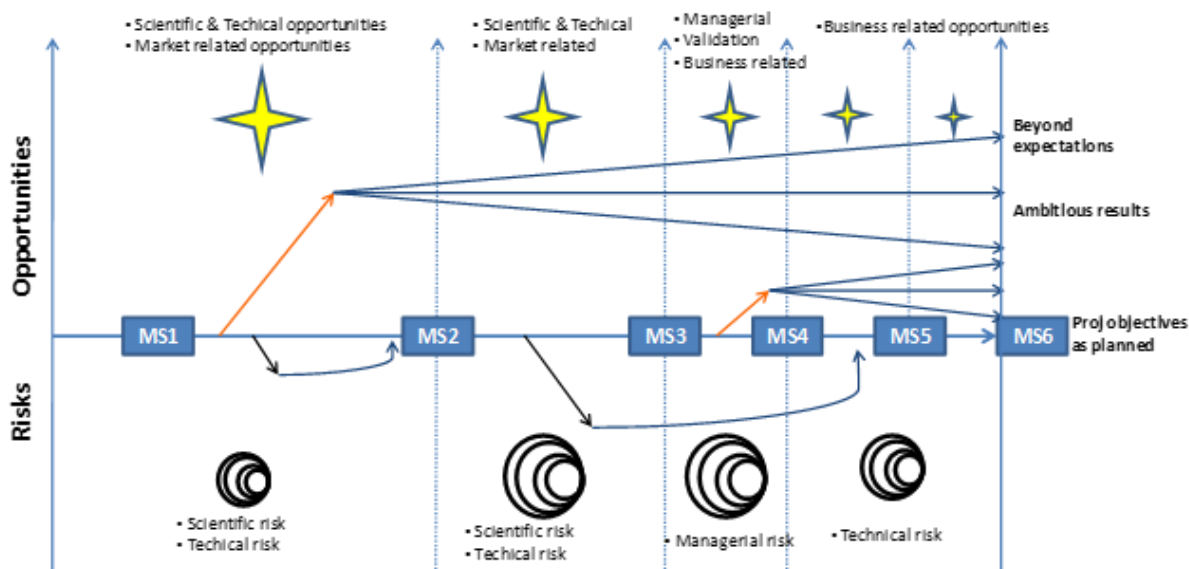 ▪ Scientific & Techical opportunities
▪ Market related opportunities
▪ Scientific & Techical
▪ Market related
▪ Managerial
▪ Validation
▪ Business related
▪ Business related opportunities
Opportunities
Beyond
expectations
Ambitious results
MS1
MS2
MS3
MS4
MS5
MS6
Proj objectives
as planned
Risks
▪ Scientific risk
▪ Techical risk
▪ Scientific risk
▪ Techical risk
▪ Managerial risk
▪ Technical risk